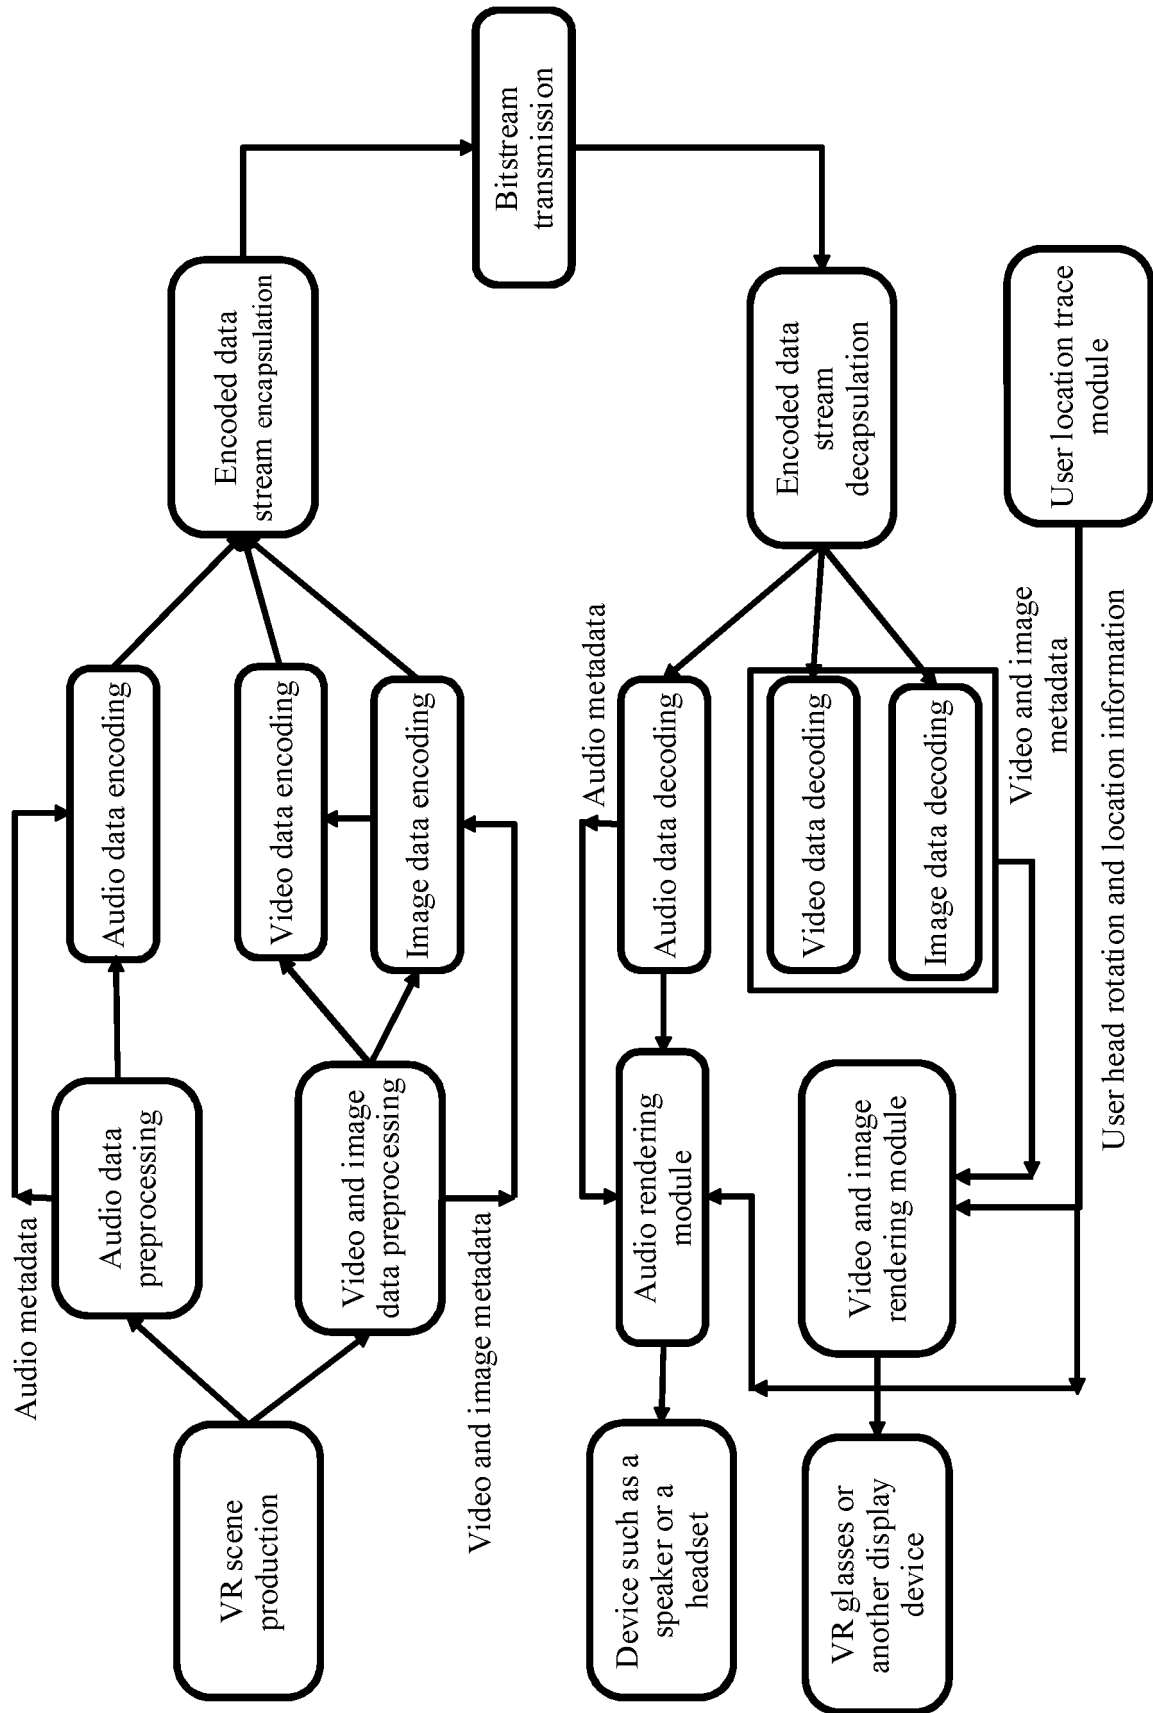 VR scene
production
Audio metadata
Audio data
preprocessing
Video and image
data preprocessing
Video and image metadata
Audio data encoding
Video data encoding
Image data encoding
Encoded data
stream encapsulation
Bitstream
transmission
Encoded data
stream
decapsulation
Audio metadata
Audio data decoding
Video data decoding
Image data decoding
Video and image
metadata
User location trace
module
User head rotation and location information
Audio rendering
module
Video and image
rendering module
Device such as a
speaker or a
headset
VR glasses or
another display
device